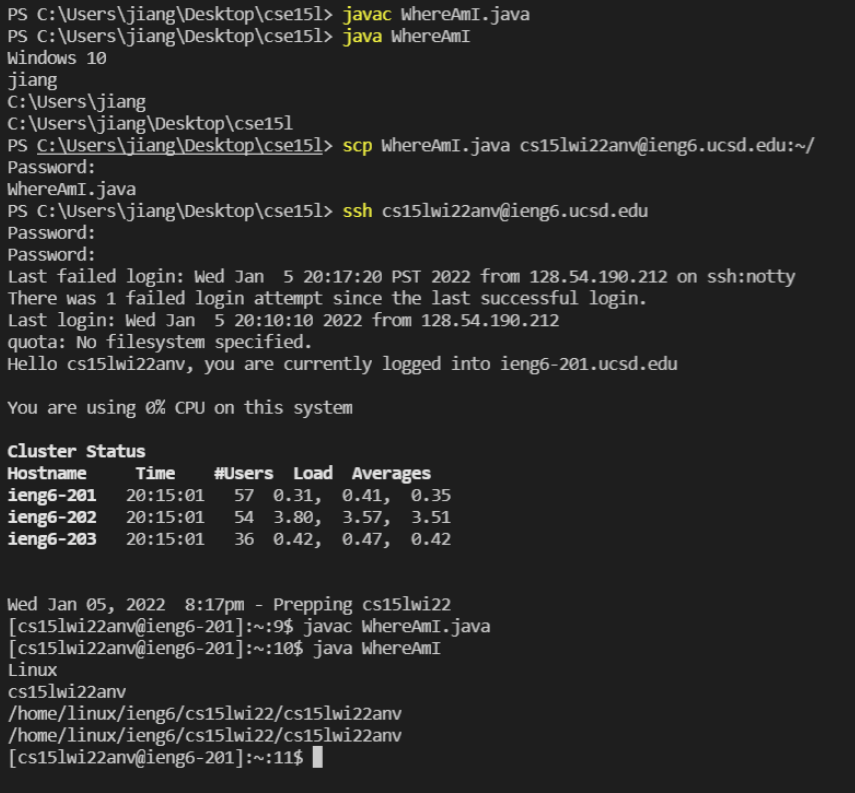 PS C:\Users\jiang\Desktop\cse15l> javac WhereAmI.java
PS C:\Users\jiang\Desktop\cse15l> java WhereAmI
Windows 10
jiang
C:\Users\jiang
C:\Users\jiang\Desktop\cse15l
PS C:\Users\jiang\Desktop\cse15l> scp WhereAmI.java cs15lwi22anv@ieng6.ucsd.edu:~/
Password:
WhereAmI.java
PS C:\Users\jiang\Desktop\cse15l> ssh cs15lwi22anv@ieng6.ucsd.edu
Password:
Password:
Last failed login: Wed Jan  5 20:17:20 PST 2022 from 128.54.190.212 on ssh:notty
There was 1 failed login attempt since the last successful login.
Last login: Wed Jan  5 20:10:10 2022 from 128.54.190.212
quota: No filesystem specified.
Hello cs15lwi22anv, you are currently logged into ieng6-201.ucsd.edu
You are using 0% CPU on this system
Cluster Status
Hostname     Time    #Users  Load  Averages
ieng6-201   20:15:01   57  0.31,  0.41,  0.35
ieng6-202   20:15:01   54  3.80,  3.57,  3.51
ieng6-203   20:15:01   36  0.42,  0.47,  0.42
Wed Jan 05, 2022  8:17pm - Prepping cs15lwi22
[cs15lwi22anv@ieng6-201]:~:9$ javac WhereAmI.java
[cs15lwi22anv@ieng6-201]:~:10$ java WhereAmI
Linux
cs15lwi22anv
/home/linux/ieng6/cs15lwi22/cs15lwi22anv
/home/linux/ieng6/cs15lwi22/cs15lwi22anv
[cs15lwi22anv@ieng6-201]:~:11$